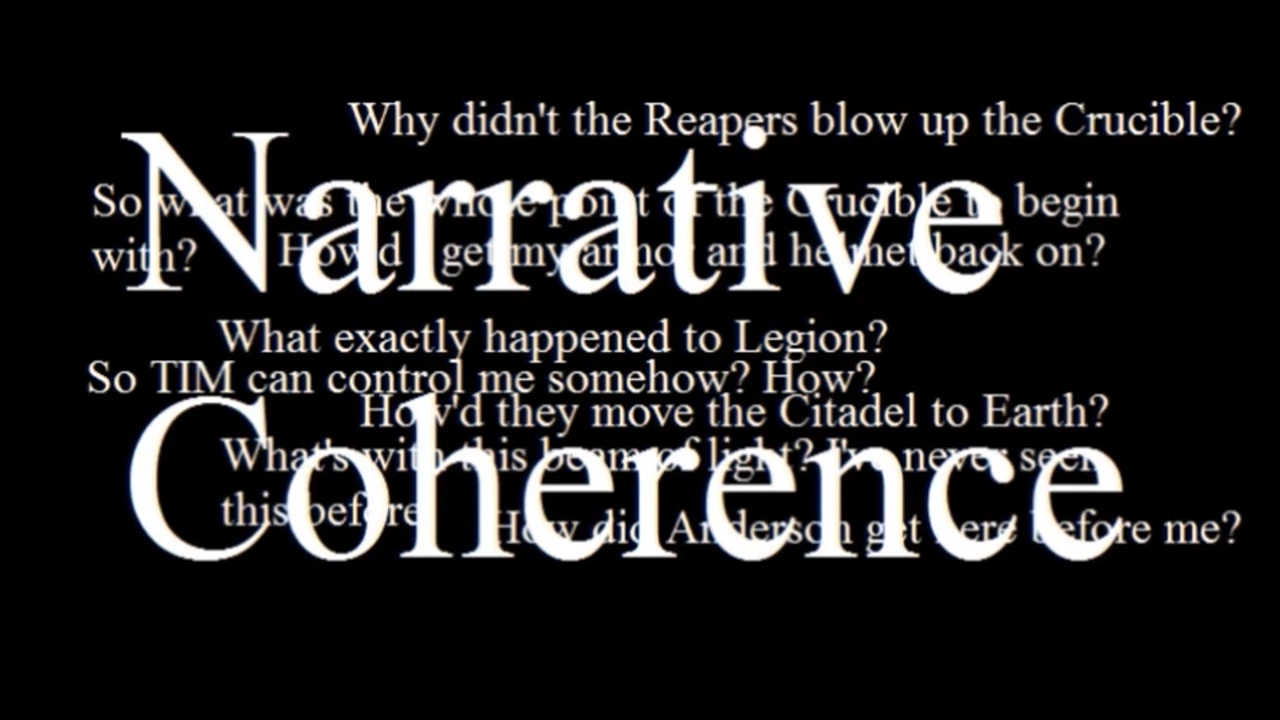 Why didn't the Reapers blow up the Crucible?
Narrative
So what was the whole point of the Crucible to begin
with?
How'd I get my armor and helmet back on?
What exactly happened to Legion?
So TIM can control me somehow? How?
Coherence
How'd they move the Citadel to Earth?
What's with this beam of light? I've never seen
this before
How did Anderson get here before me?